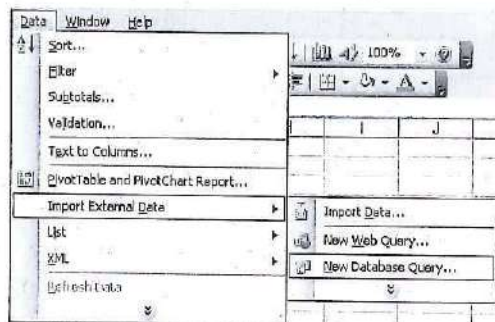 Data Window Help
Sort...
100%
Filter
Subtotals...
Validation...
I J
Text to Columns...
PivotTable and PivotChart Report...
Import External Data
Import Data...
List
New Web Query...
XML
New Database Query...
Refresh Data